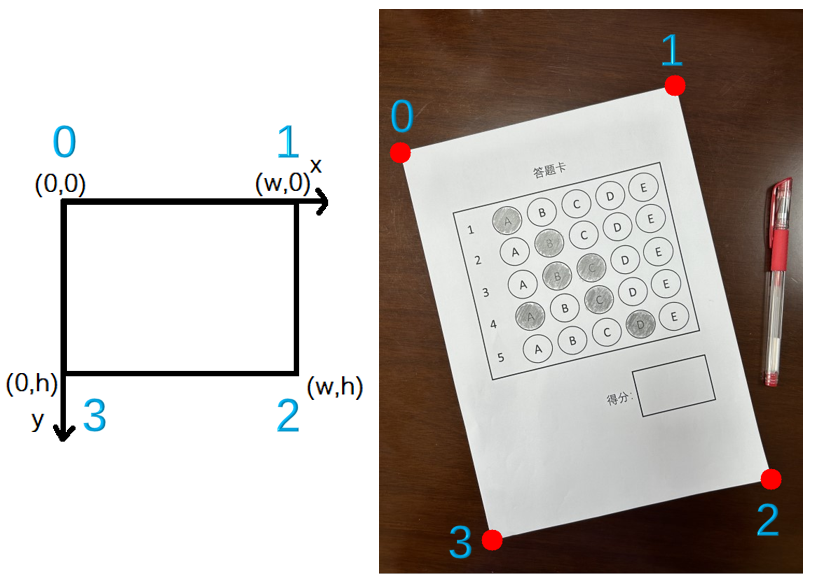 0
1
x
(0,0)
(w,0)
(0,h)
(w,h)
y
3
2
1
0
答题卡
1 A B C D E
2 A B C D E
3 A B C D E
4 A B C D E
5 A B C D E
得分:
2
3